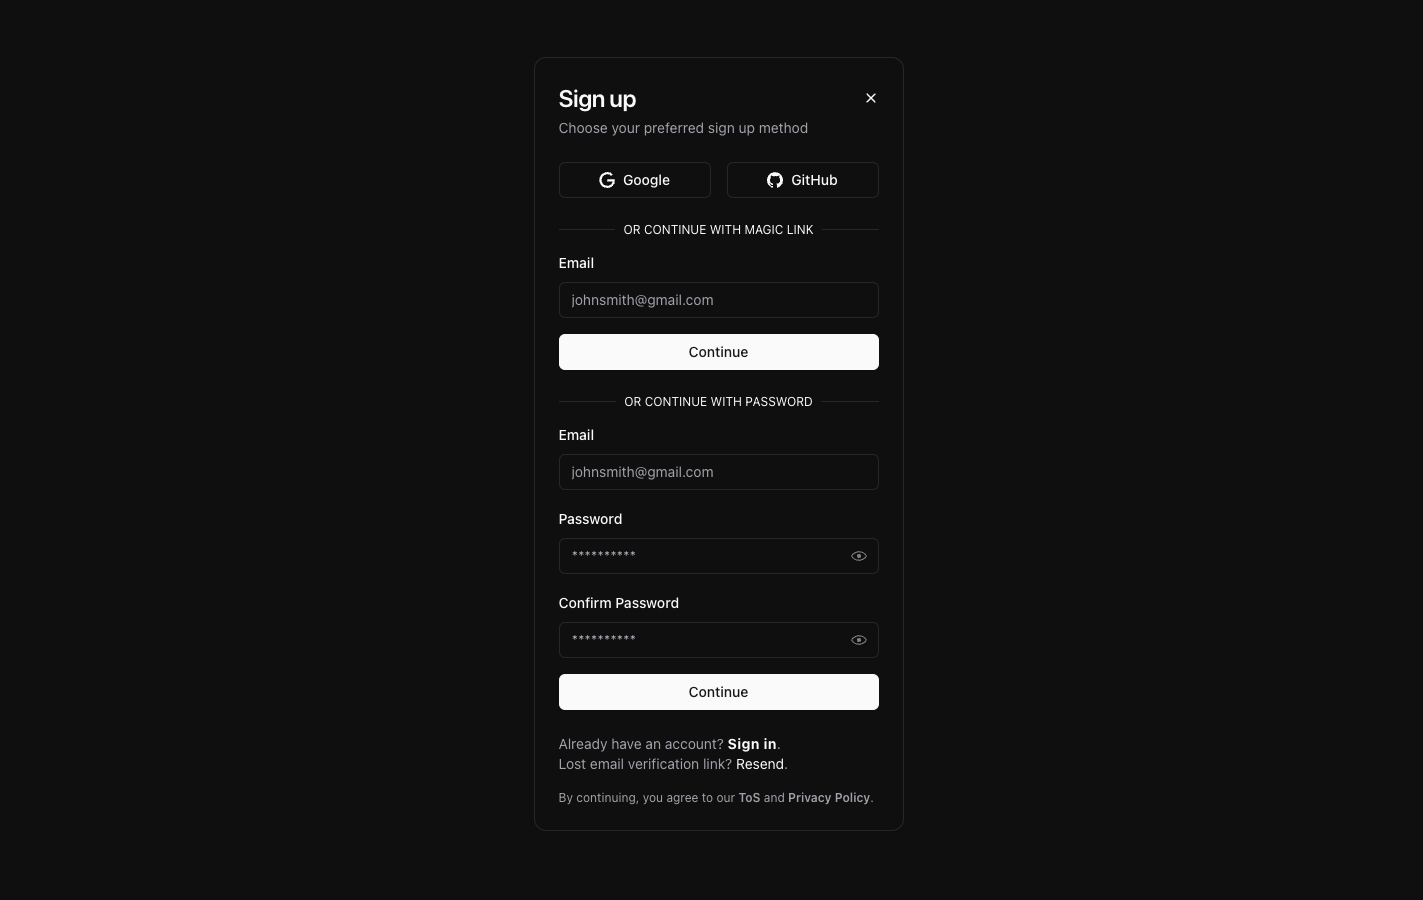 Sign up
Choose your preferred sign up method
Google
GitHub
OR CONTINUE WITH MAGIC LINK
Email
johnsmith@gmail.com
Continue
OR CONTINUE WITH PASSWORD
Email
johnsmith@gmail.com
Password
**********
Confirm Password
**********
Continue
Already have an account? Sign in.
Lost email verification link? Resend.
By continuing, you agree to our ToS and Privacy Policy.